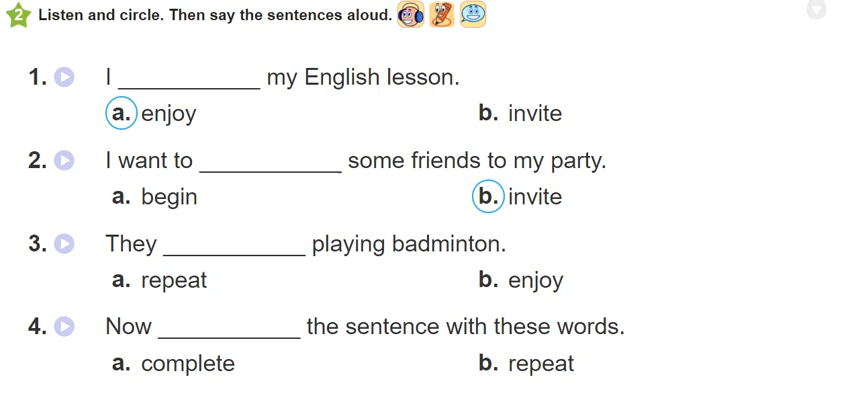 2 Listen and circle. Then say the sentences aloud.
1. I ____________ my English lesson.
a. enjoy b. invite
2. I want to ____________ some friends to my party.
a. begin b. invite
3. They ____________ playing badminton.
a. repeat b. enjoy
4. Now ____________ the sentence with these words.
a. complete b. repeat